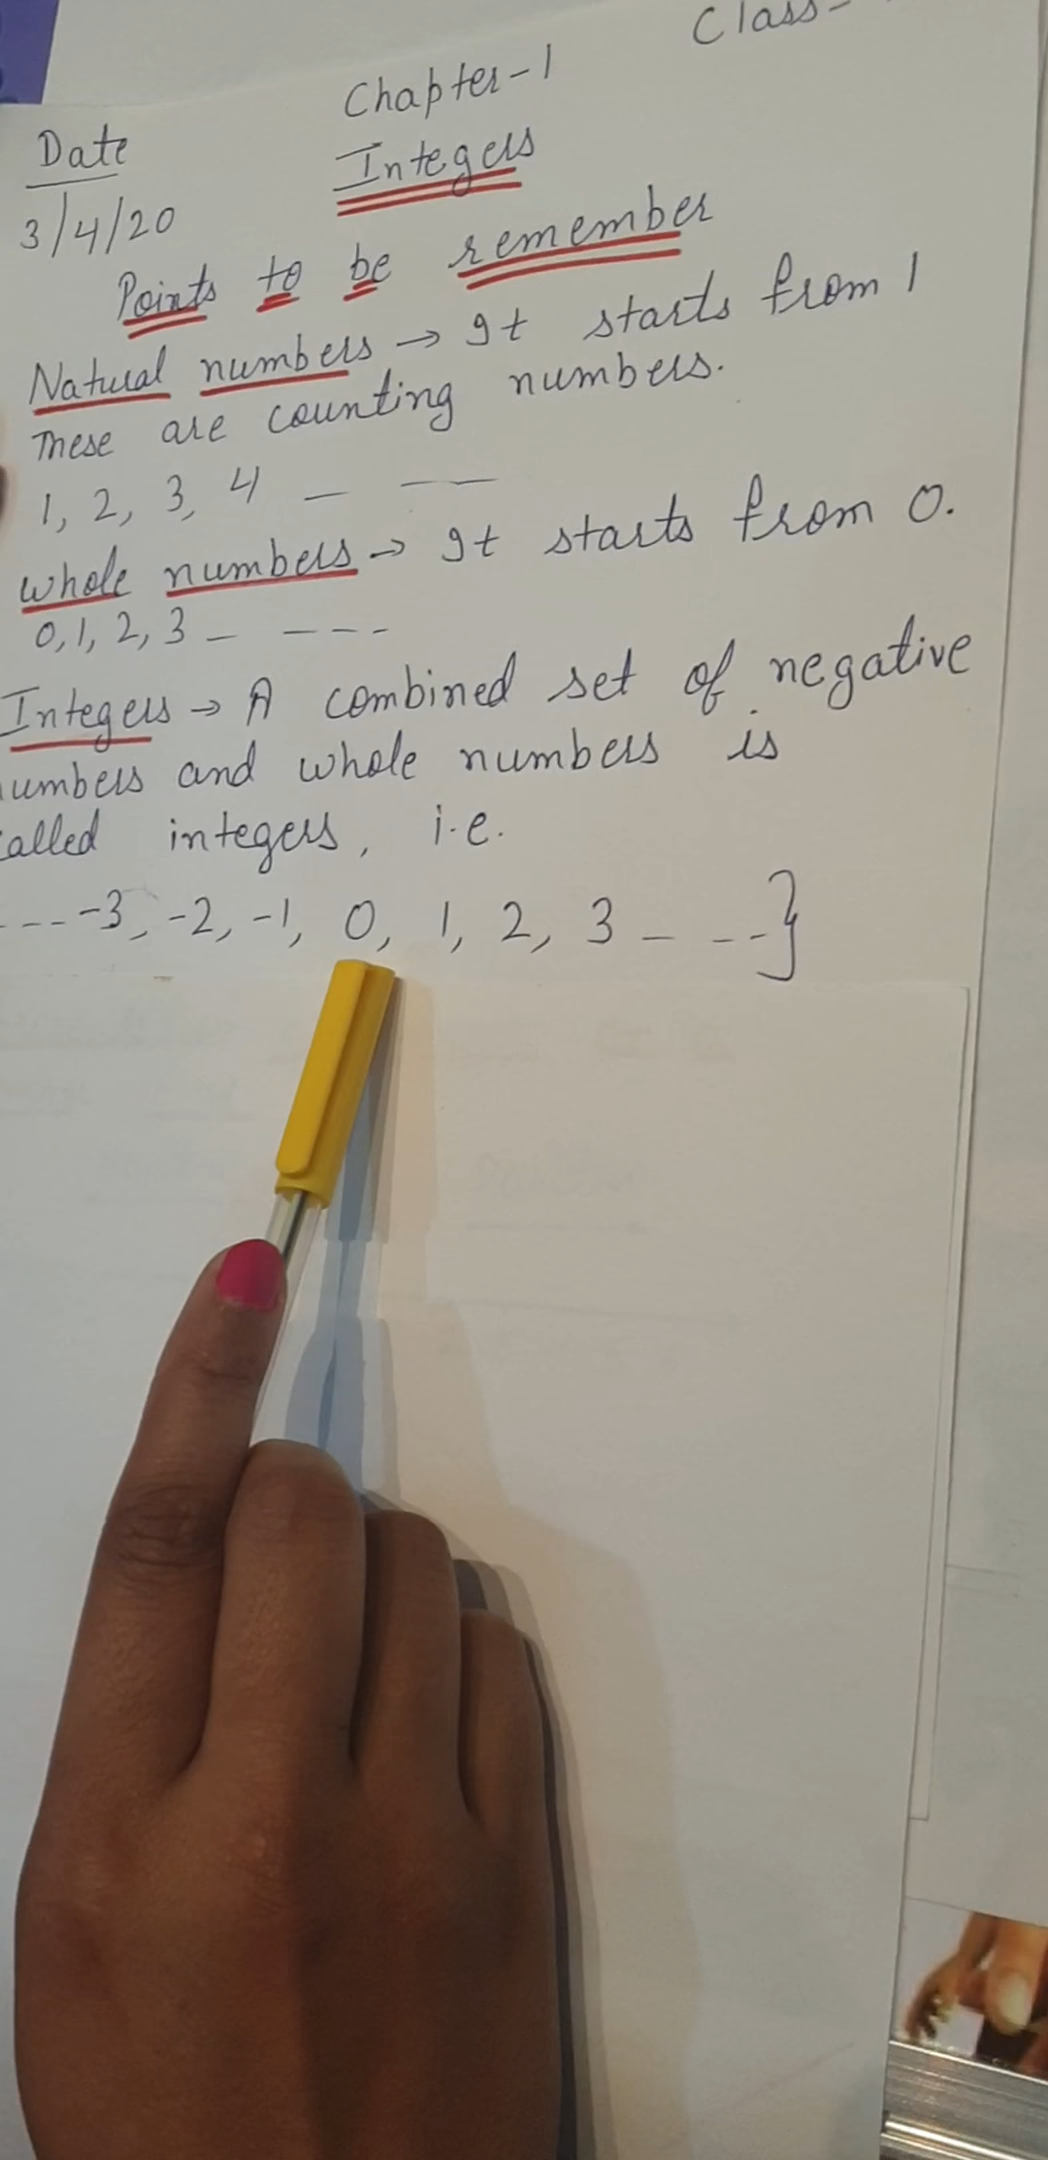 Class-
Chapter-1
Date
Integers
3/4/20
Points to be remember
Natural numbers → It starts from 1
These are counting numbers.
1, 2, 3, 4 — ——
Whole numbers → It starts from 0.
0, 1, 2, 3 – - - - -
Integers → A combined set of negative
umbers and whole numbers is
alled integers, i.e.
- - - -3, -2, -1, 0, 1, 2, 3 – - - }